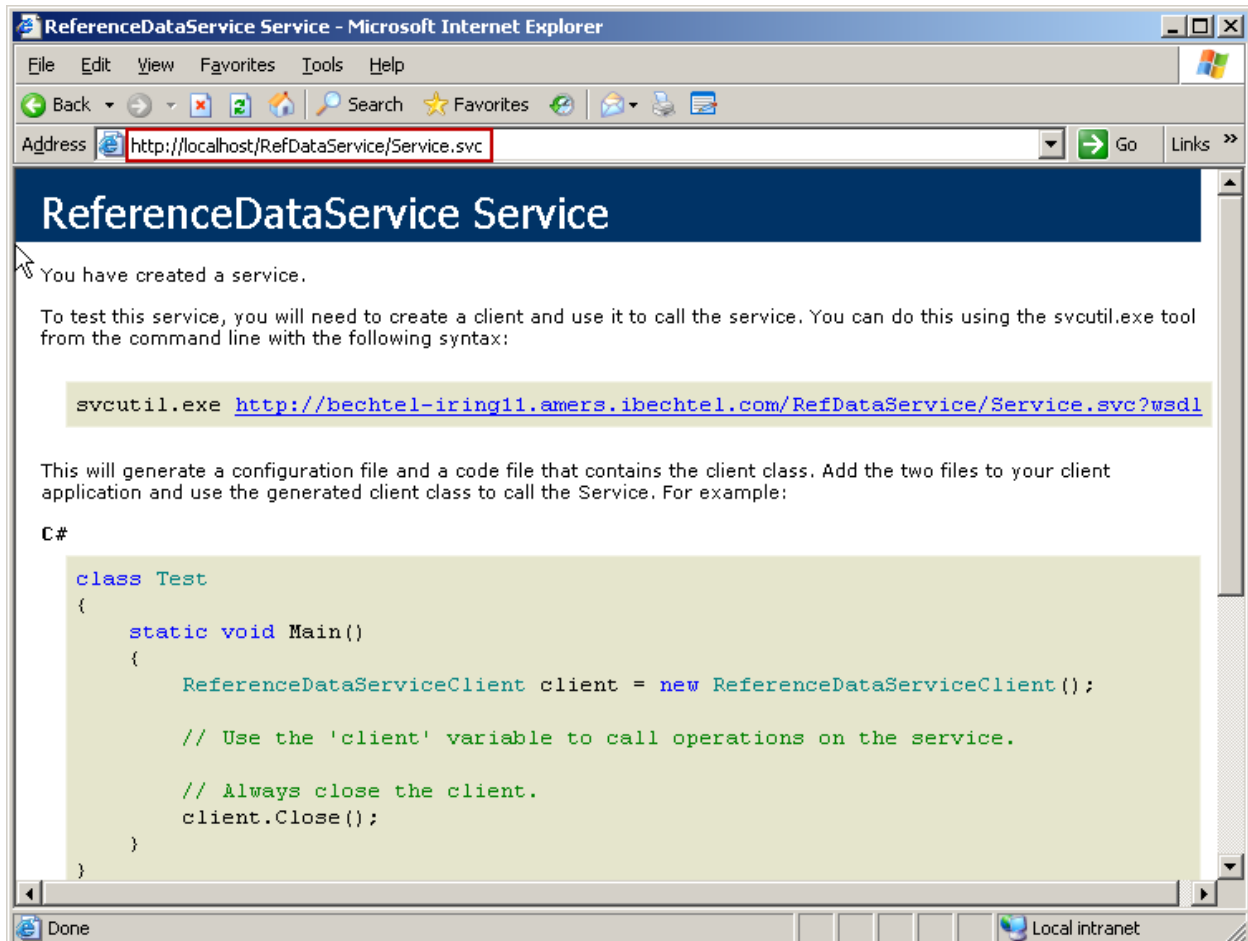 ReferenceDataService Service - Microsoft Internet Explorer
File Edit View Favorites Tools Help
Back Search Favorites
Address http://localhost/RefDataService/Service.svc Go Links »
ReferenceDataService Service
You have created a service.
To test this service, you will need to create a client and use it to call the service. You can do this using the svcutil.exe tool
from the command line with the following syntax:
svcutil.exe http://bechtel-iring11.amers.ibechtel.com/RefDataService/Service.svc?wsdl
This will generate a configuration file and a code file that contains the client class. Add the two files to your client
application and use the generated client class to call the Service. For example:
C#
class Test
{
static void Main()
{
ReferenceDataServiceClient client = new ReferenceDataServiceClient();
// Use the 'client' variable to call operations on the service.
// Always close the client.
client.Close();
}
}
Done Local intranet